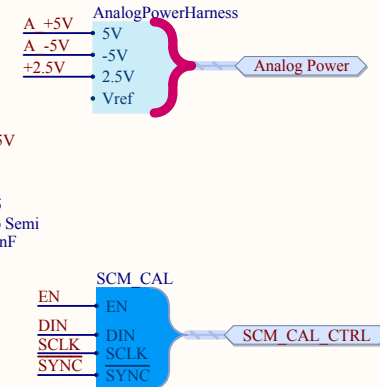 AnalogPowerHarness
A_+5V
5V
A_-5V
-5V
+2.5V
2.5V
Analog Power
Vref
5V
Semi
nF
SCM_CAL
EN
EN
DIN
DIN
SCM_CAL_CTRL
SCLK
SCLK
SYNC
SYNC